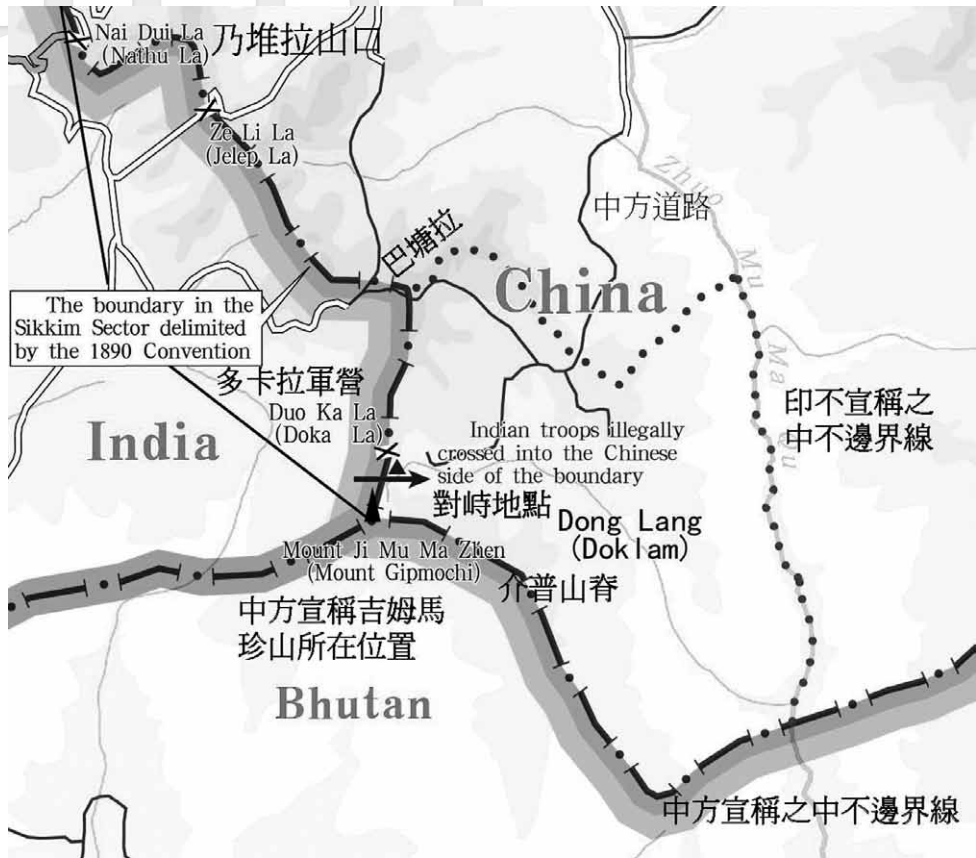 Nai Dui La
(Nathu La)
乃堆拉山口
Ze Li La
(Jelep La)
Zhuo
中方道路
巴塘拉
Mu
China
The boundary in the
Sikkim Sector delimited
by the 1890 Convention
Ma
多卡拉軍營
Duo Ka La
(Doka La)
India
印不宣稱之
中不邊界線
Qu
Indian troops illegally
crossed into the Chinese
side of the boundary
對峙地點
Dong Lang
(Doklam)
Mount Ji Mu Ma Zhen
(Mount Gipmochi)
介普山脊
中方宣稱吉姆馬
珍山所在位置
Bhutan
中方宣稱之中不邊界線